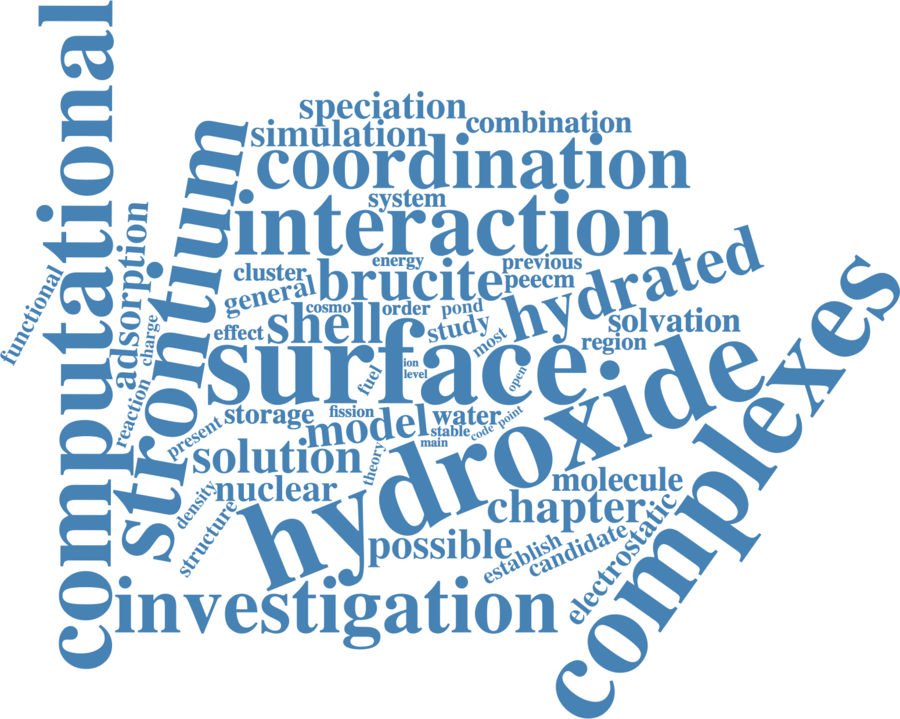 computational
strontium
speciation
simulation
combination
coordination
system
interaction
adsorption
functional
charge
reaction
cluster
energy
previous
general
brucite
peecm
hydrated
cosmo
order
pond
effect
shell
study
most
solvation
region
surface
ion
level
fuel
open
complexes
storage
fission
model
water
stable
code
point
main
present
solution
theory
hydroxide
density
nuclear
structure
molecule
chapter
possible
establish
candidate
electrostatic
investigation